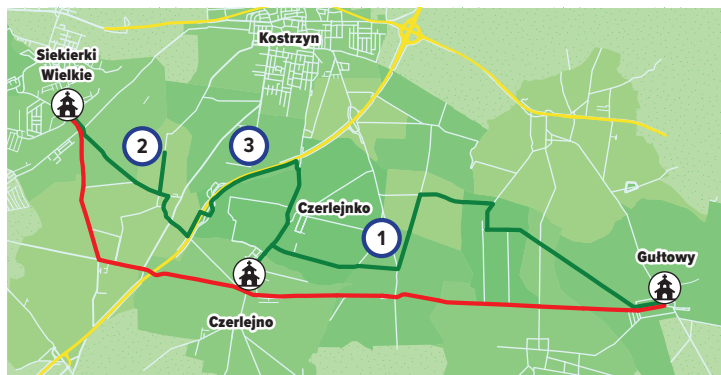 Kostrzyn
Siekierki
Wielkie
2
3
Czerlejnko
1
Gułtowy
Czerlejno